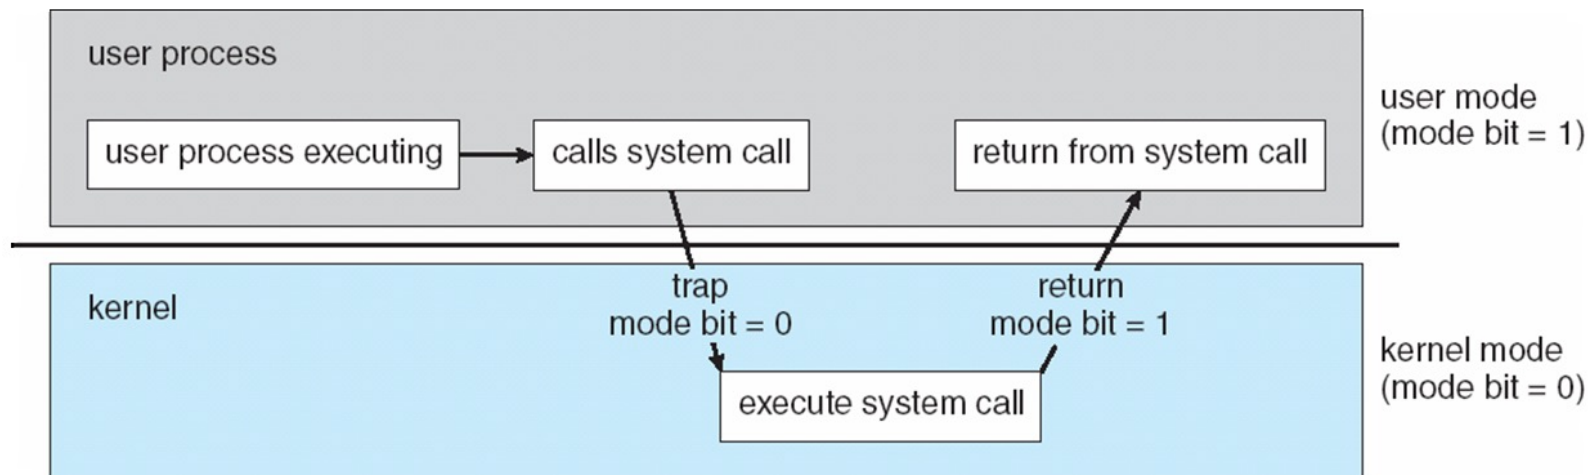 user process
user process executing
calls system call
return from system call
user mode
(mode bit = 1)
kernel
trap
mode bit = 0
return
mode bit = 1
execute system call
kernel mode
(mode bit = 0)